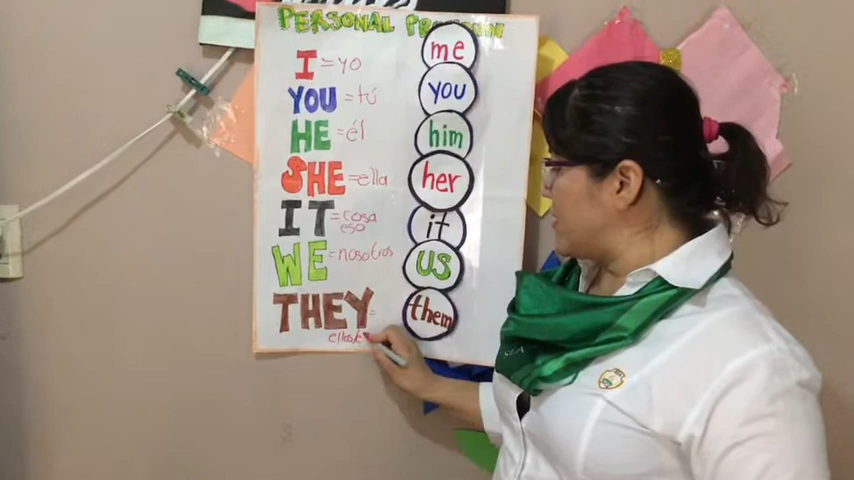 PERSONAL PRONOUN
I = yo me
YOU = tú you
HE = él him
SHE = ella her
IT = cosa eso it
WE = nosotros us
THEY = them